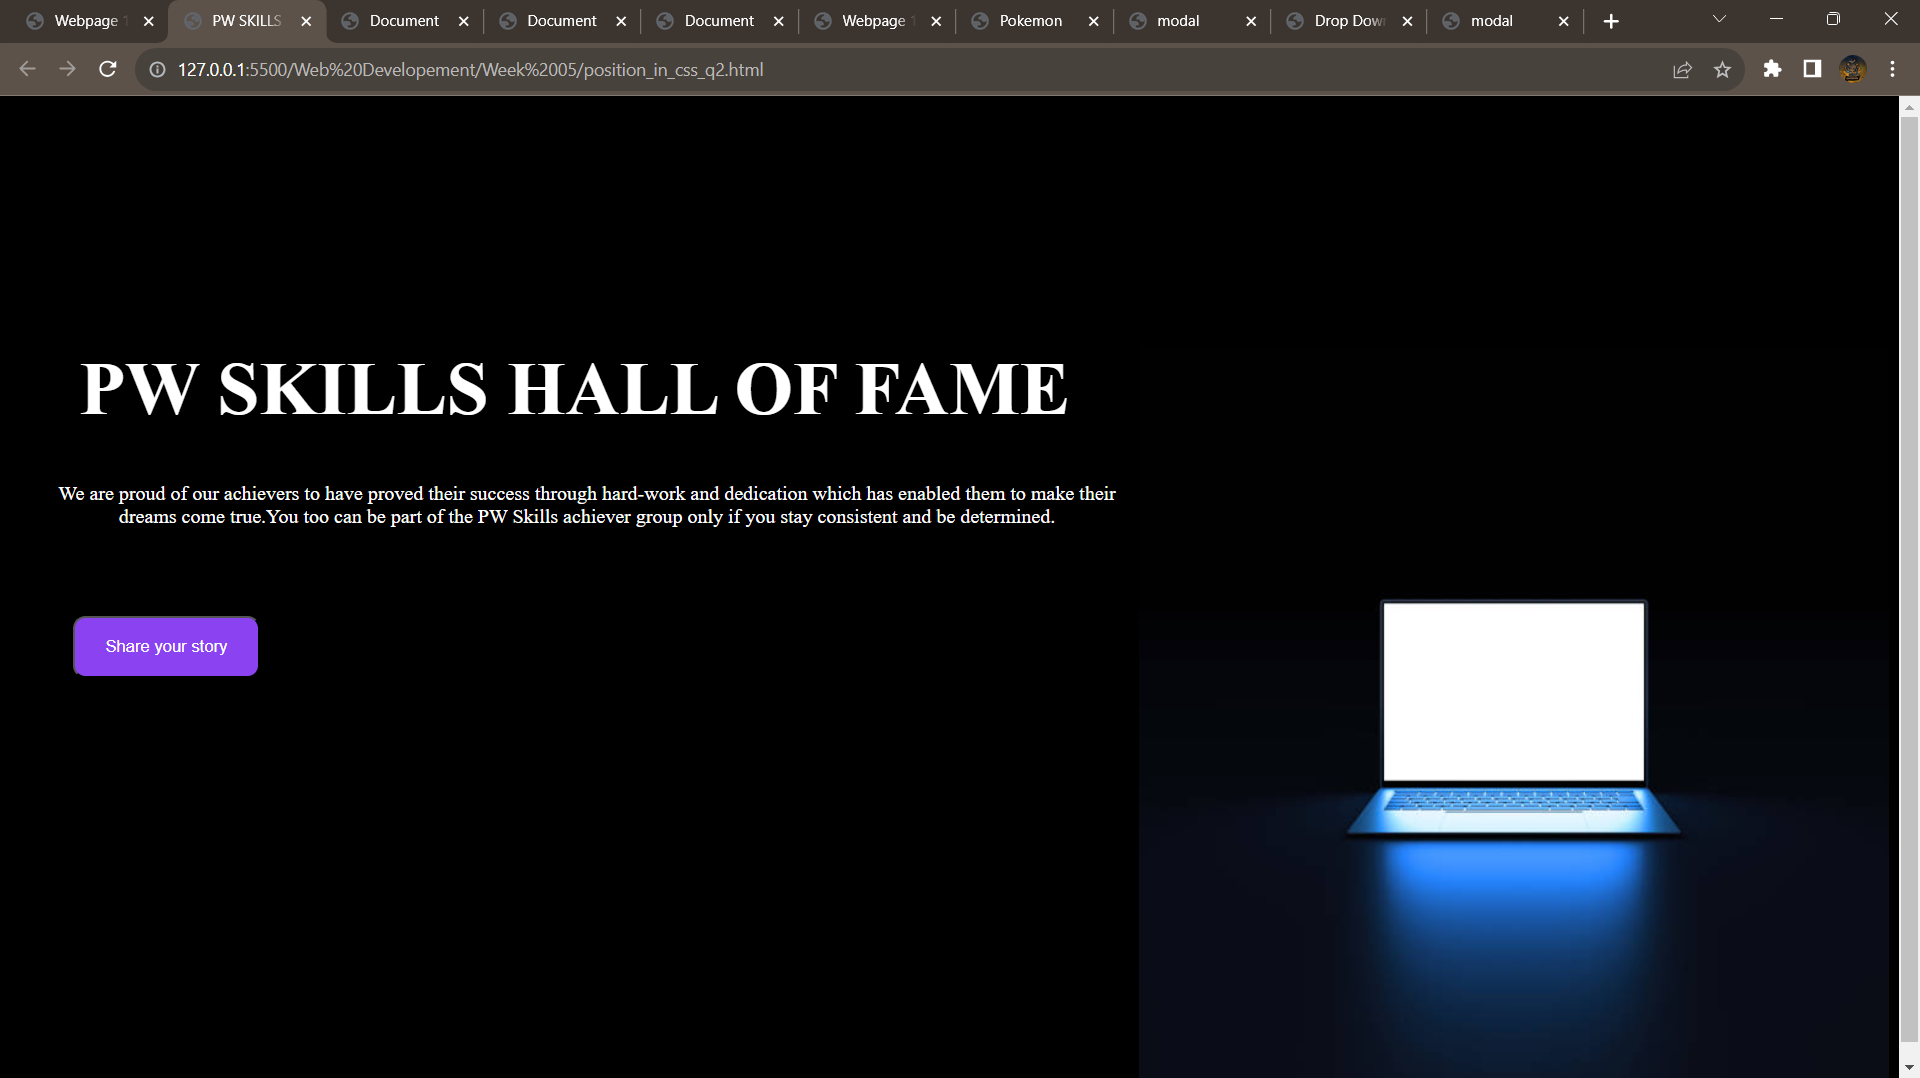 Webpage 1
PW SKILLS
Document
Document
Document
Webpage 1
Pokemon
modal
Drop Down
modal
127.0.0.1:5500/Web%20Developement/Week%2005/position_in_css_q2.html
PW SKILLS HALL OF FAME
We are proud of our achievers to have proved their success through hard-work and dedication which has enabled them to make their
dreams come true.You too can be part of the PW Skills achiever group only if you stay consistent and be determined.
Share your story